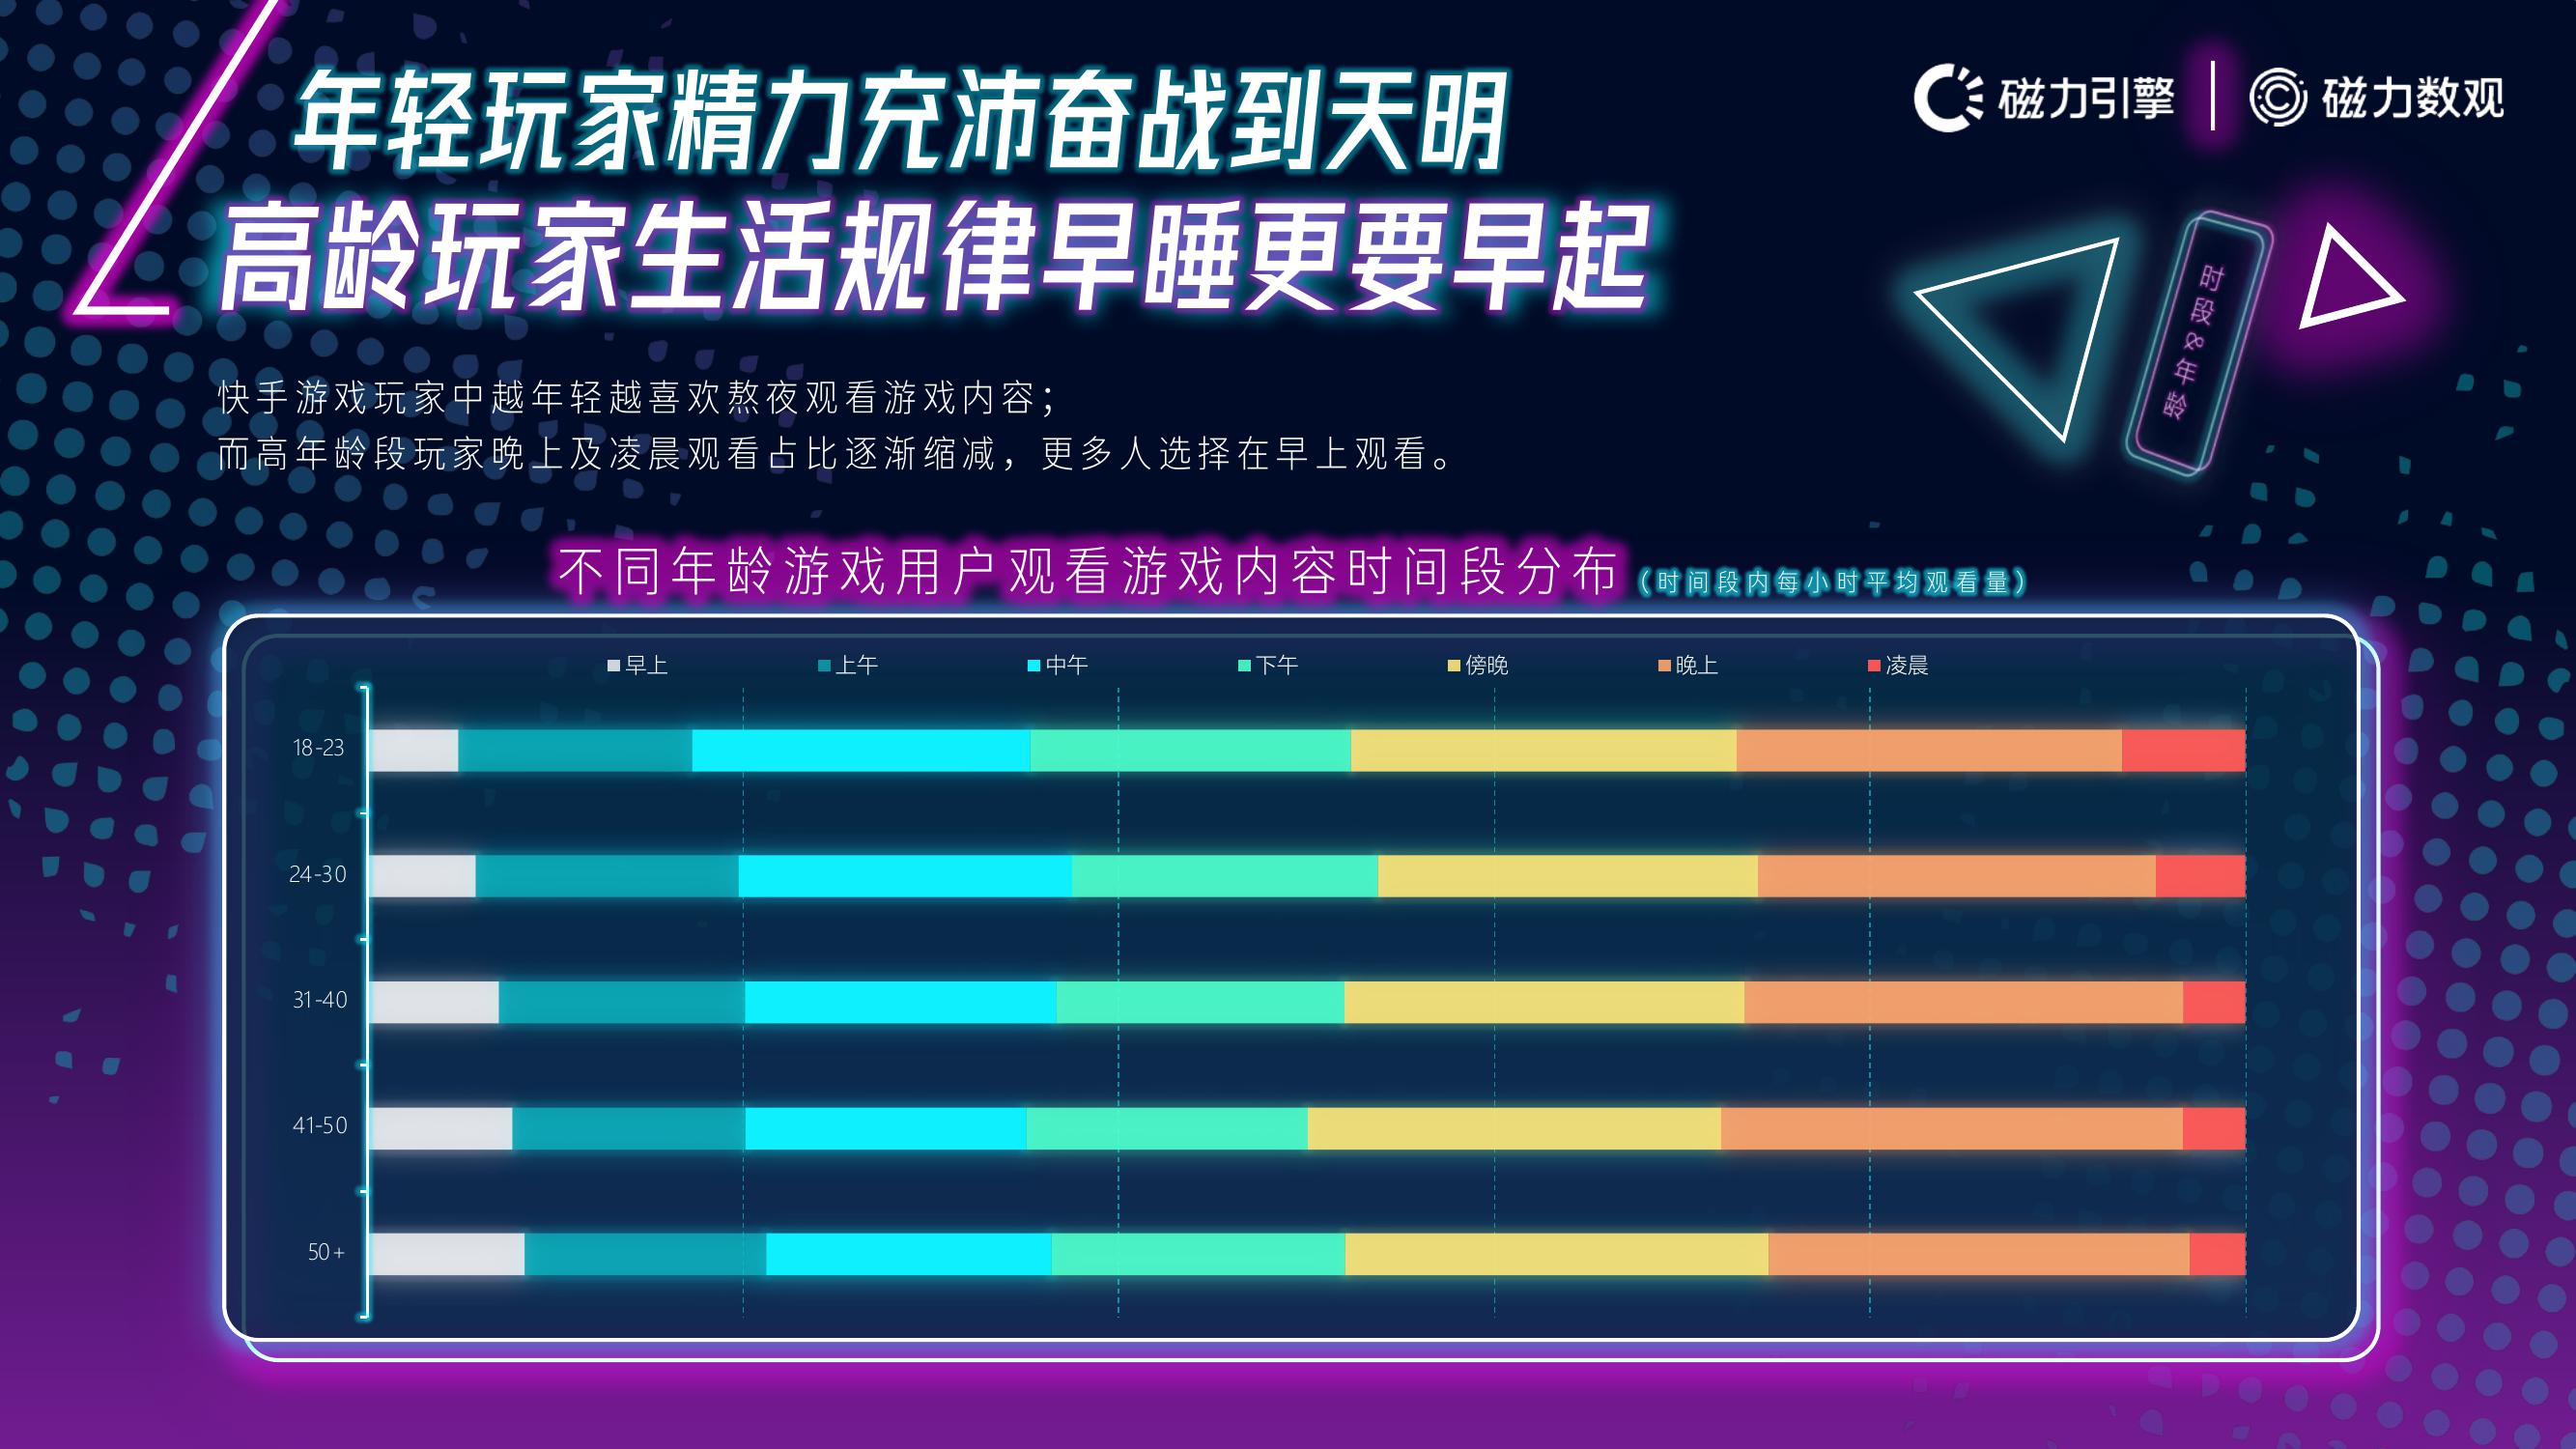 年轻玩家精力充沛奋战到天明
高龄玩家生活规律早睡更要早起
磁力引擎 磁力数观
时段&年龄
快手游戏玩家中越年轻越喜欢熬夜观看游戏内容；
而高年龄段玩家晚上及凌晨观看占比逐渐缩减，更多人选择在早上观看。
不同年龄游戏用户观看游戏内容时间段分布（时间段内每小时平均观看量）
早上 上午 中午 下午 傍晚 晚上 凌晨
18-23
24-30
31-40
41-50
50+